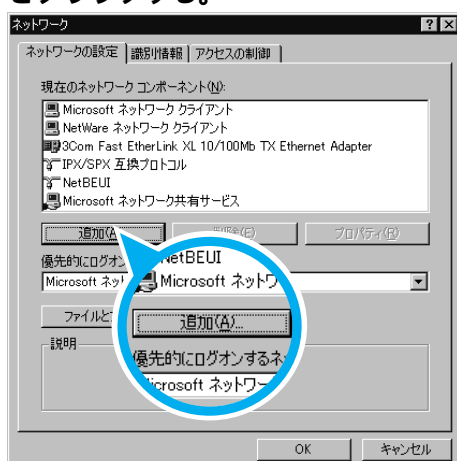 をクリックする。
ネットワーク
ネットワークの設定 識別情報 アクセスの制御
現在のネットワーク コンポーネント(N):
Microsoft ネットワーク クライアント
NetWare ネットワーク クライアント
3Com Fast EtherLink XL 10/100Mb TX Ethernet Adapter
IPX/SPX 互換プロトコル
NetBEUI
Microsoft ネットワーク共有サービス
追加(A) 削除(E) プロパティ(R)
優先的にログオン
Microsoft ネッ
ファイルと
説明
NetBEUI
Microsoft ネットワ
追加(A)...
優先的にログオンするネ
icrosoft ネットワー
OK キャンセル